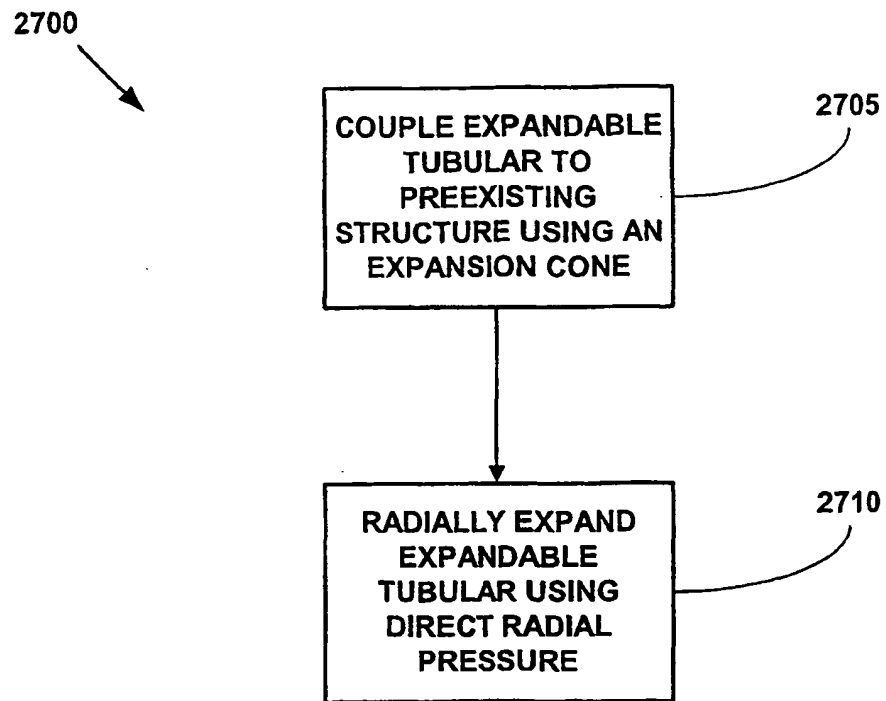 2700
2705
COUPLE EXPANDABLE
TUBULAR TO
PREEXISTING
STRUCTURE USING AN
EXPANSION CONE
2710
RADIALLY EXPAND
EXPANDABLE
TUBULAR USING
DIRECT RADIAL
PRESSURE